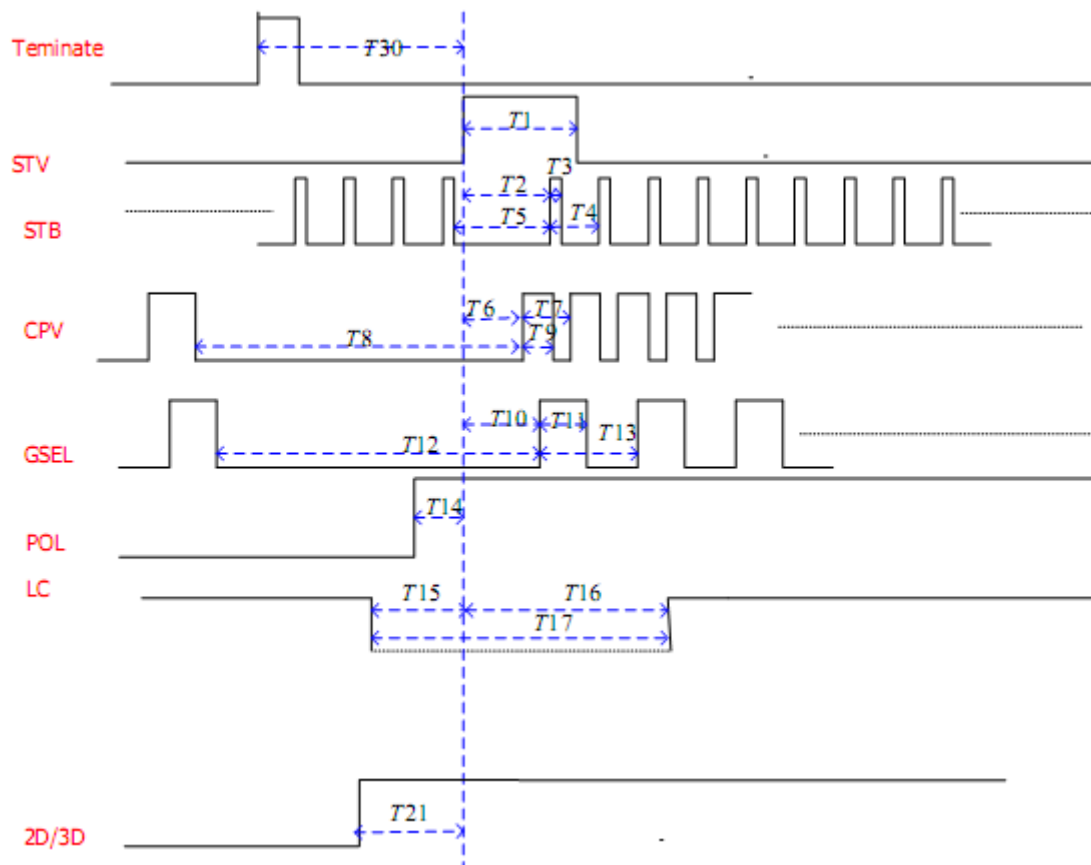 Teminate
T30
T1
STV
T3
T2
T5
T4
STB
T6
T7
CPV
T8
T9
T10
T11
T12
T13
GSEL
T14
POL
LC
T15
T16
T17
T21
2D/3D